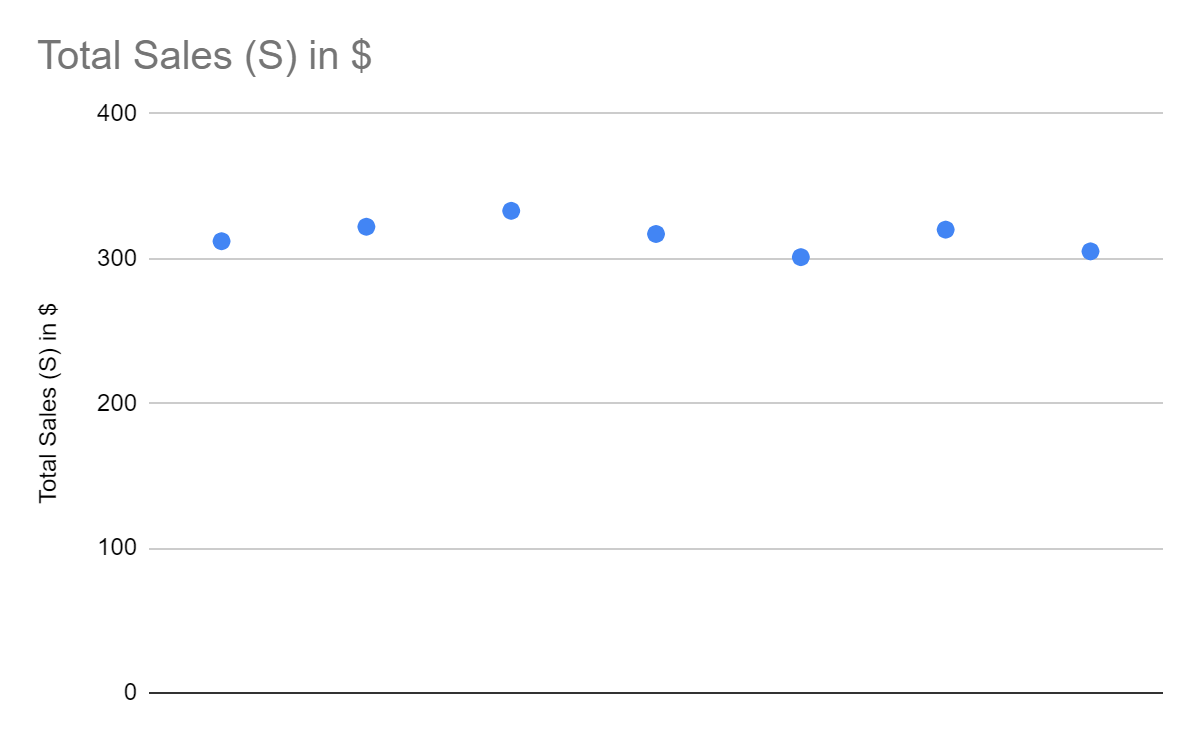 Total Sales (S) in $
400
300
200
100
0
Total Sales (S) in $